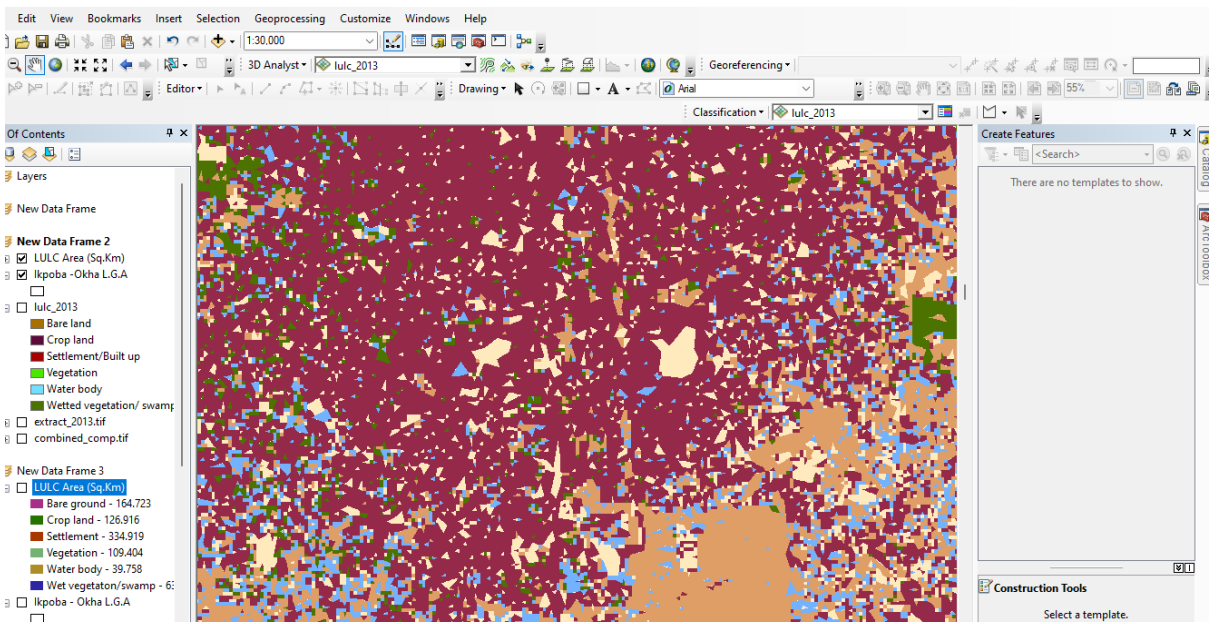 Edit View Bookmarks Insert Selection Geoprocessing Customize Windows Help
1:30,000
3D Analyst lulc_2013 Georeferencing
Editor Drawing A Arial 55%
Classification lulc_2013
Of Contents
Layers
New Data Frame
New Data Frame 2
LULC Area (Sq.Km)
Ikpoba -Okha L.G.A
lulc_2013
Bare land
Crop land
Settlement/Built up
Vegetation
Water body
Wetted vegetation/ swamp
extract_2013.tif
combined_comp.tif
New Data Frame 3
LULC Area (Sq.Km)
Bare ground - 164.723
Crop land - 126.916
Settlement - 334.919
Vegetation - 109.404
Water body - 39.758
Wet vegetaton/swamp - 6
Ikpoba - Okha L.G.A
Create Features
<Search>
There are no templates to show.
Construction Tools
Select a template.
Catalog
ArcToolbox